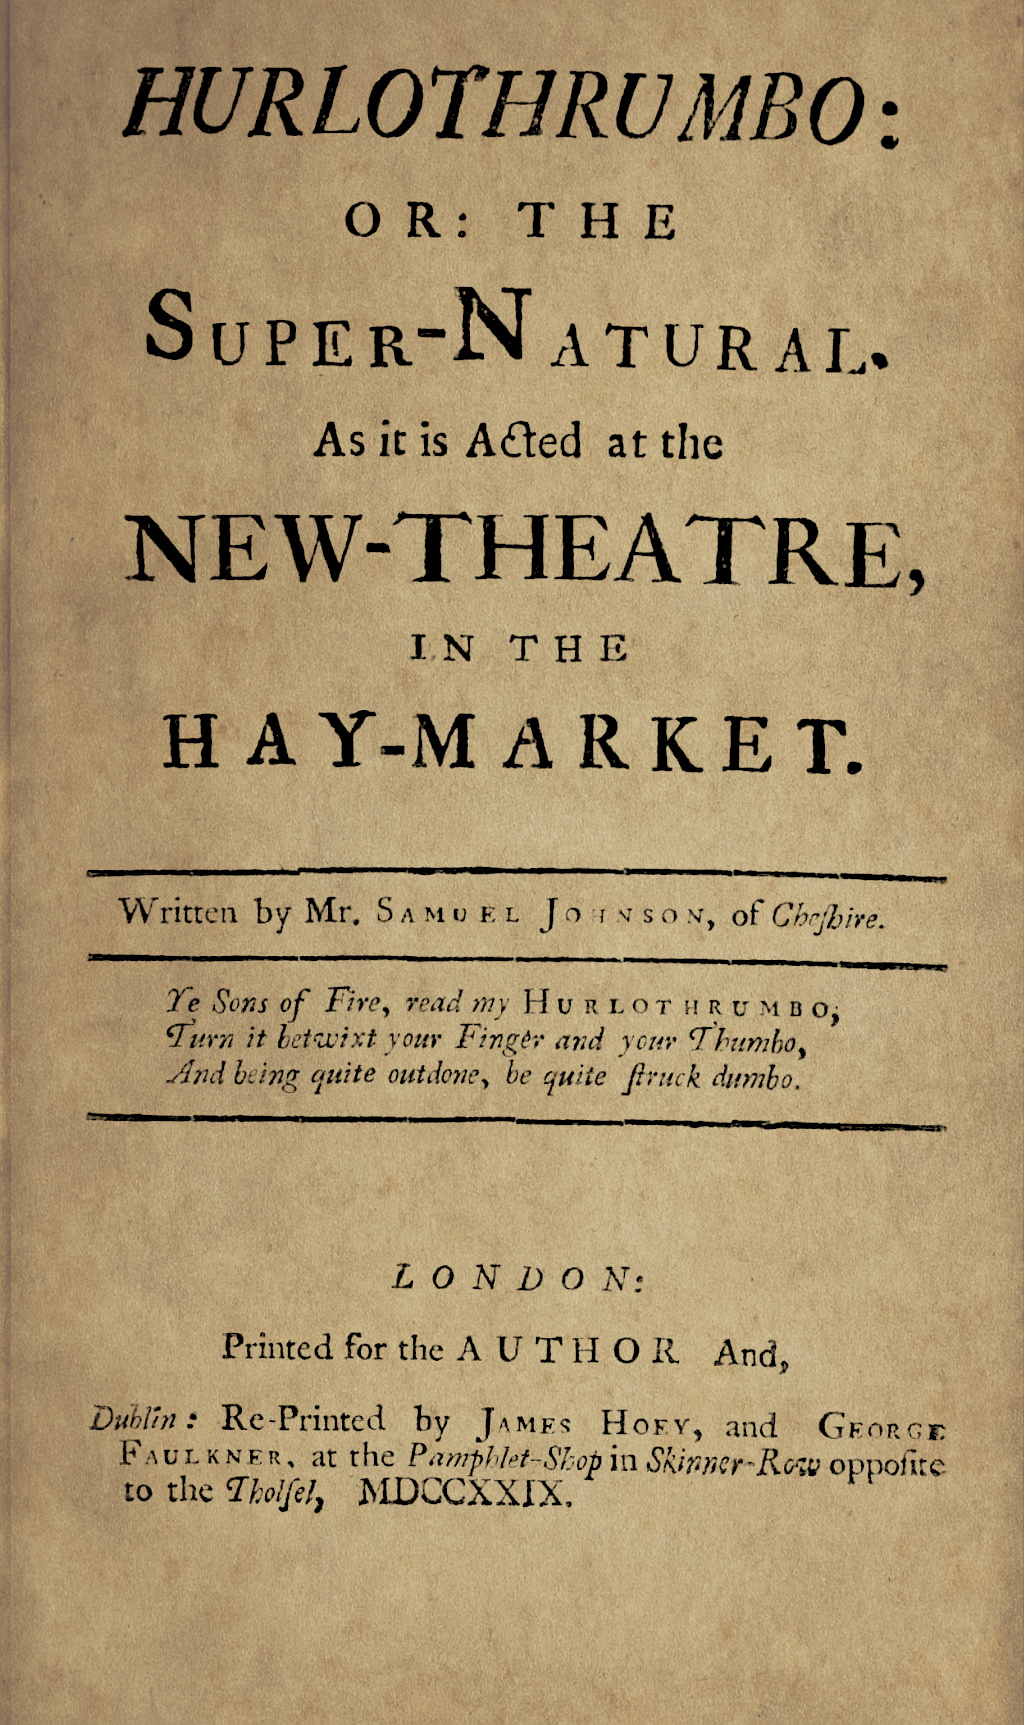 HURLOTHRUMBO:
OR: THE
SUPER-NATURAL.
As it is Acted at the
NEW-THEATRE,
IN THE
HAY-MARKET.
Written by Mr. SAMUEL JOHNSON, of Cheſhire.
Ye Sons of Fire, read my HURLOTHRUMBO;
Turn it betwixt your Finger and your Thumbo,
And being quite outdone, be quite ſtruck dumbo.
LONDON:
Printed for the AUTHOR And,
Dublin: Re-Printed by JAMES HOEY, and GEORGE
FAULKNER, at the Pamphlet-Shop in Skinner-Row oppoſite
to the Tholſel, MDCCXXIX.